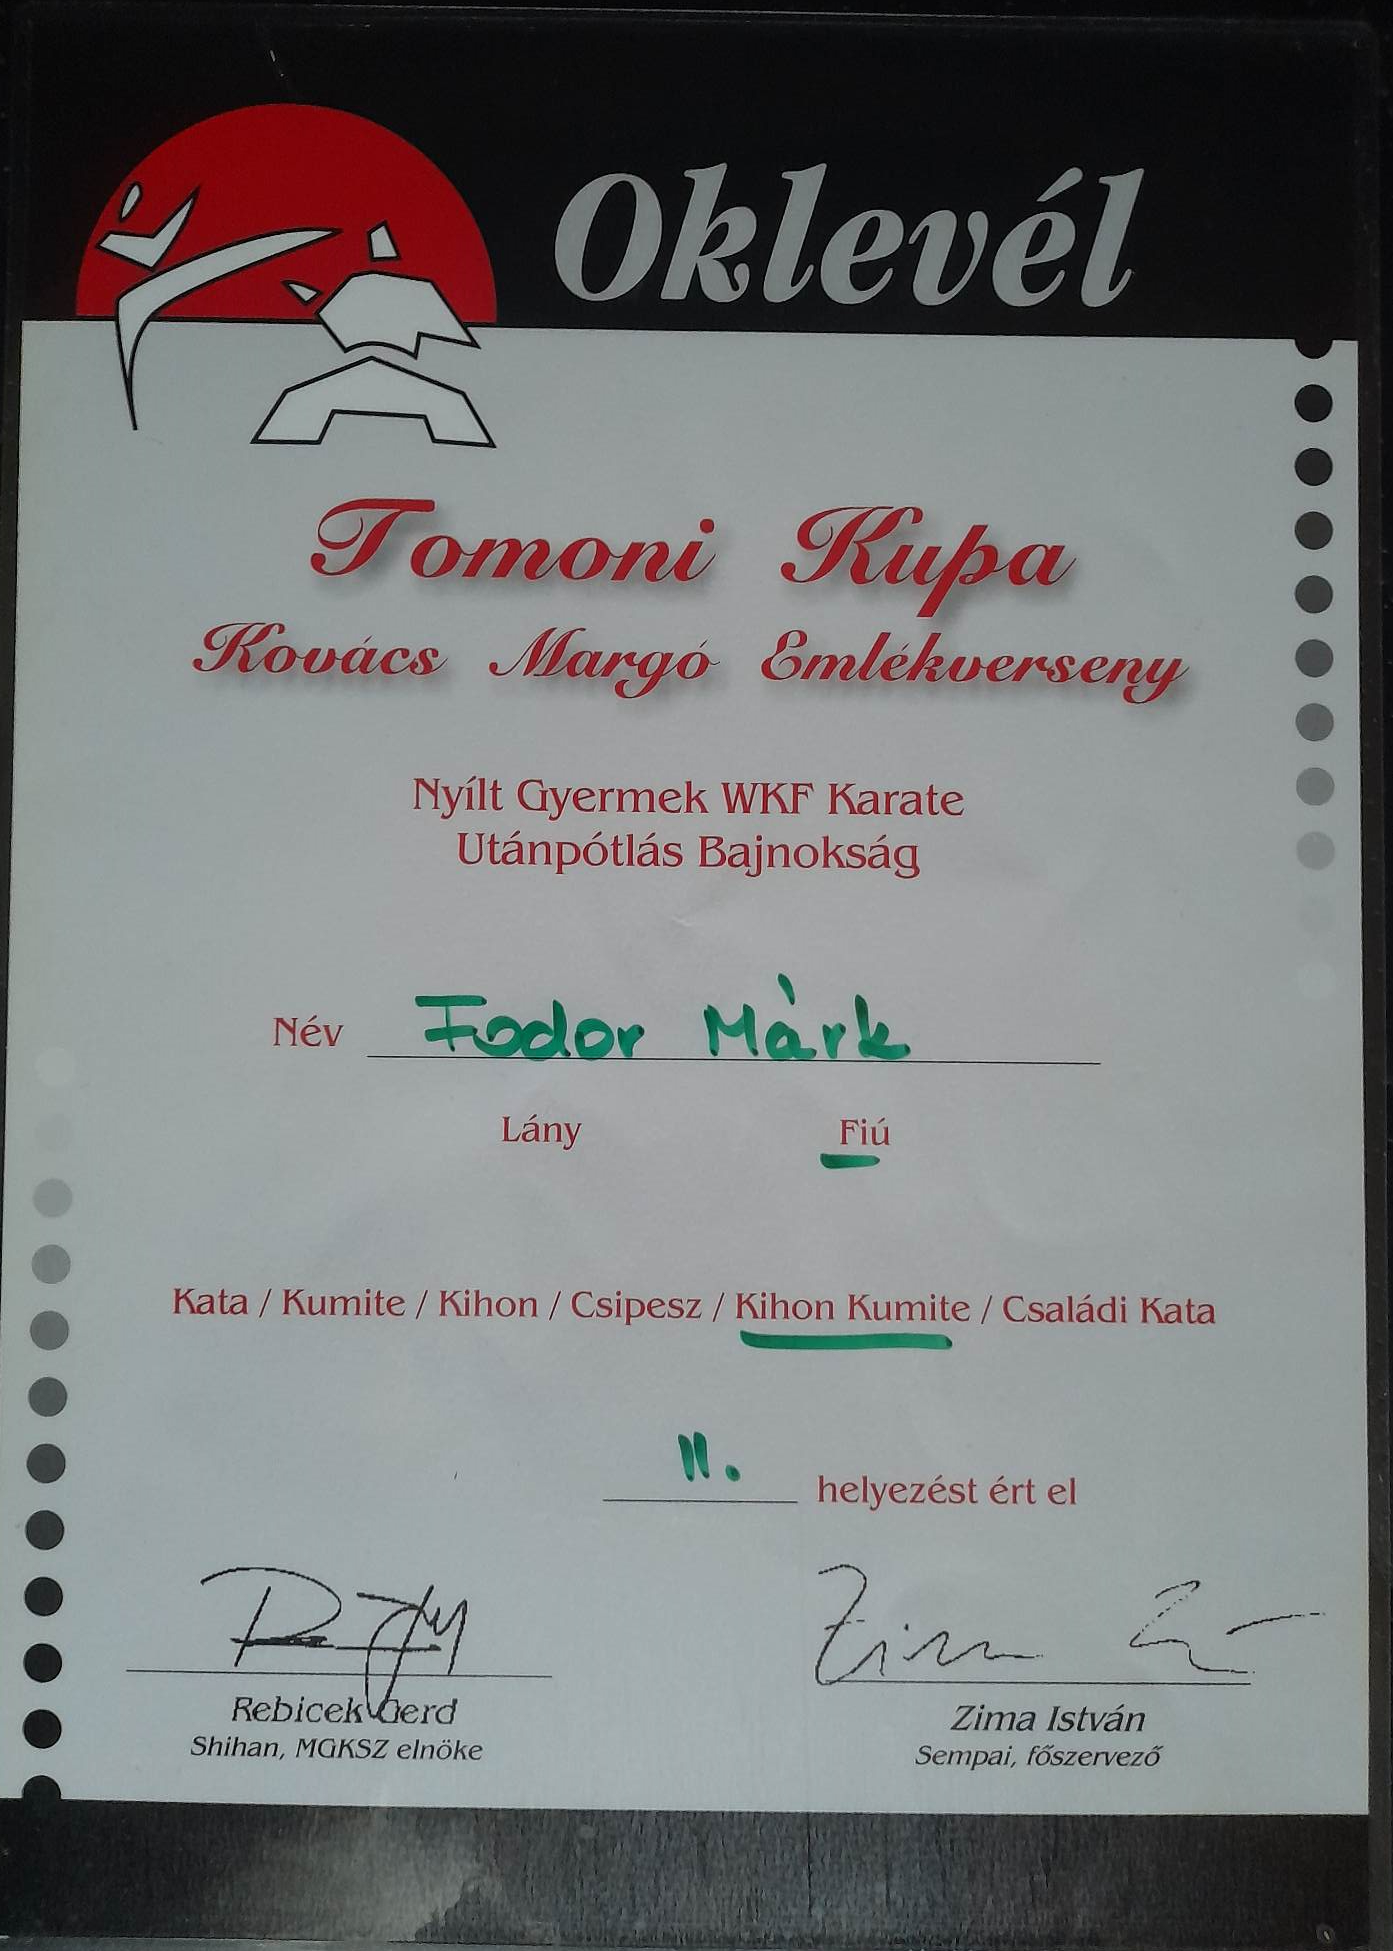 Oklevél
Tomoni Kupa
Kovács Margó Emlékverseny
Nyílt Gyermek WKF Karate
Utánpótlás Bajnokság
Név Fodor Márk
Lány Fiú
Kata / Kumite / Kihon / Csipesz / Kihon Kumite / Családi Kata
II. helyezést ért el
Rebicek Gerd Zima István
Shihan, MGKSZ elnöke Sempai, főszervező